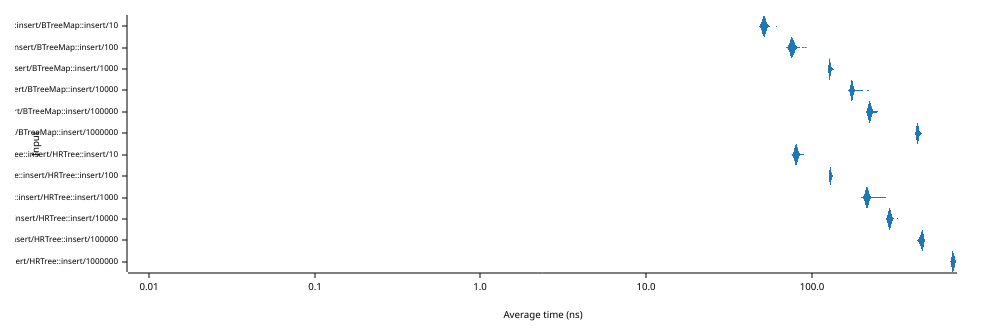 :insert/BTreeMap::insert/10
nsert/BTreeMap::insert/100
sert/BTreeMap::insert/1000
ert/BTreeMap::insert/10000
rt/BTreeMap::insert/100000
/BTreeMap::insert/1000000
ee::insert/HRTree::insert/10
e::insert/HRTree::insert/100
::insert/HRTree::insert/1000
insert/HRTree::insert/10000
nsert/HRTree::insert/100000
ert/HRTree::insert/1000000
Input
0.01 0.1 1.0 10.0 100.0
Average time (ns)